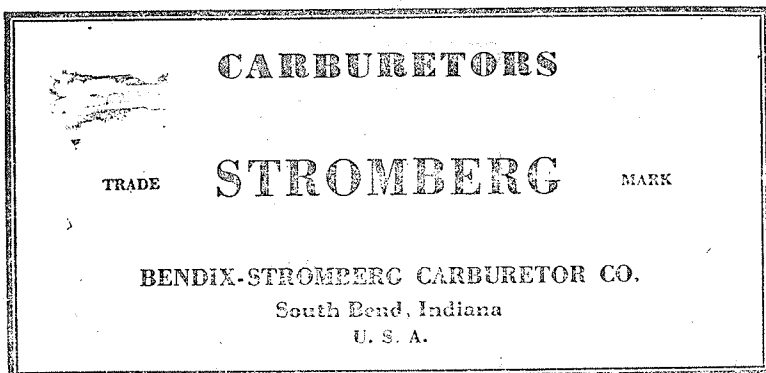 CARBURETORS
TRADE STROMBERG MARK
BENDIX-STROMBERG CARBURETOR CO.
South Bend, Indiana
U. S. A.